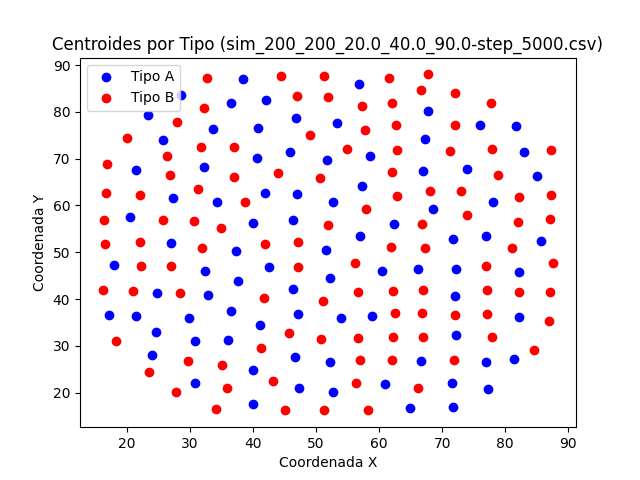 Centroides por Tipo (sim_200_200_20.0_40.0_90.0-step_5000.csv)
Tipo A
Tipo B
90
80
70
60
50
40
30
20
Coordenada Y
20 30 40 50 60 70 80 90
Coordenada X